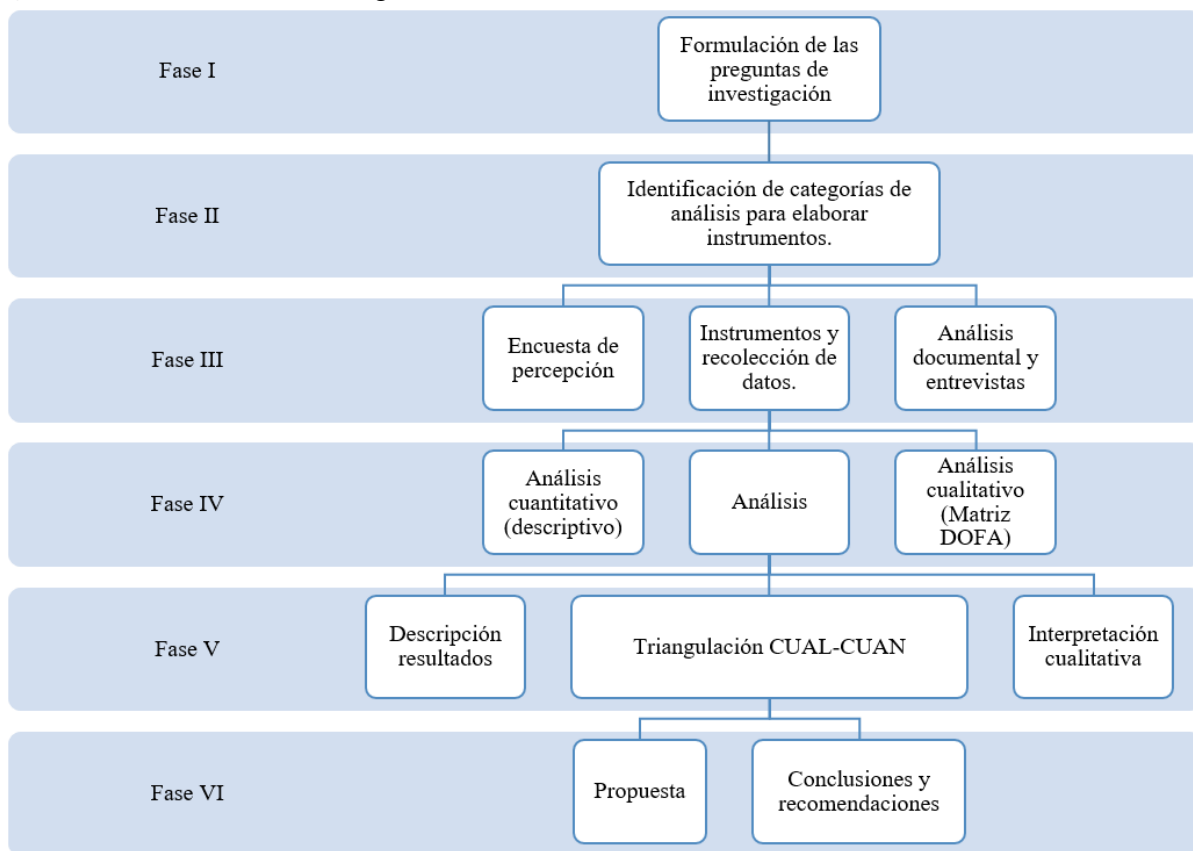 Fase I
Formulación de las
preguntas de
investigación
Fase II
Identificación de categorías de
análisis para elaborar
instrumentos.
Fase III
Encuesta de
percepción
Instrumentos y
recolección de
datos.
Análisis
documental y
entrevistas
Fase IV
Análisis
cuantitativo
(descriptivo)
Análisis
Análisis
cualitativo
(Matriz
DOFA)
Fase V
Descripción
resultados
Triangulación CUAL-CUAN
Interpretación
cualitativa
Fase VI
Propuesta
Conclusiones y
recomendaciones